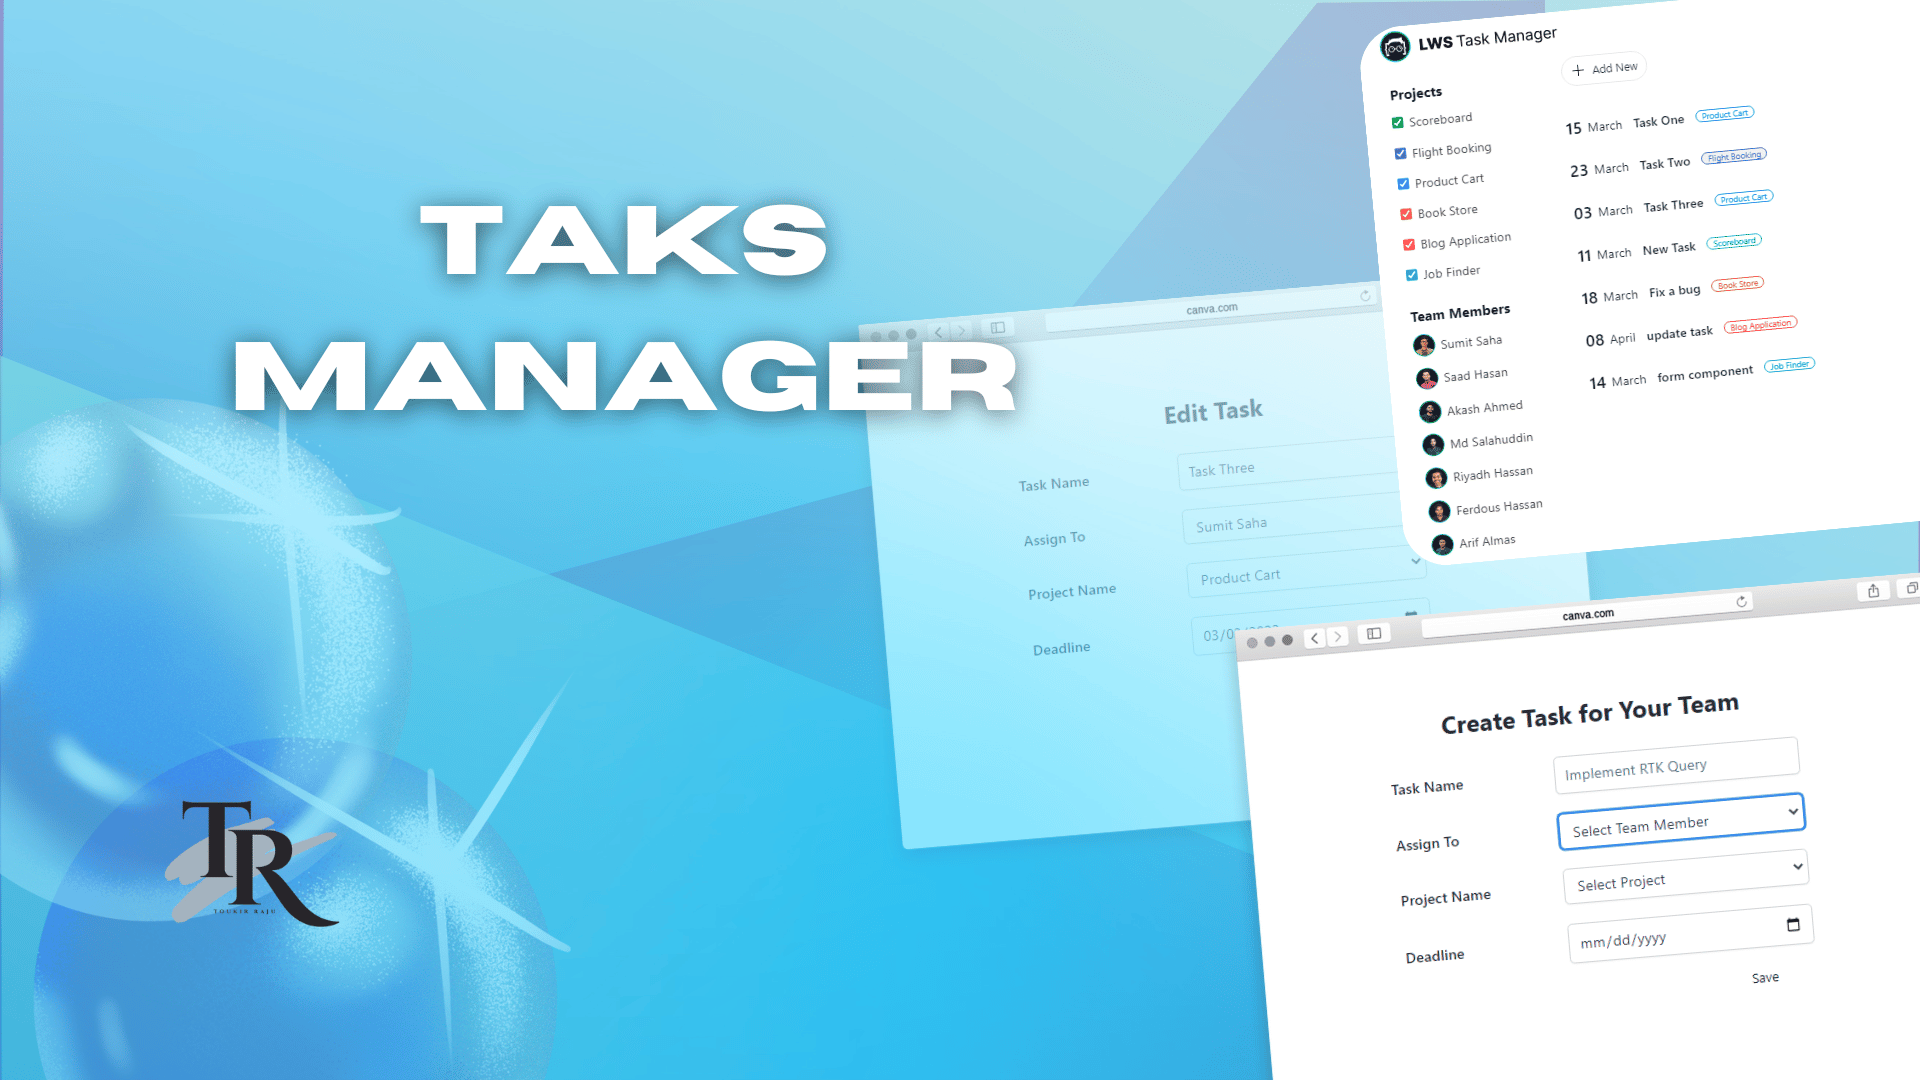 TAKS
MANAGER
TR
TOUKIR RAJU
LWS Task Manager
Add New
Projects
Scoreboard
Flight Booking
Product Cart
Book Store
Blog Application
Job Finder
Team Members
Sumit Saha
Saad Hasan
Akash Ahmed
Md Salahuddin
Riyadh Hassan
Ferdous Hassan
Arif Almas
15 March Task One Product Cart
23 March Task Two Flight Booking
03 March Task Three Product Cart
11 March New Task Scoreboard
18 March Fix a bug Book Store
08 April update task Blog Application
14 March form component Job Finder
canva.com
Edit Task
Task Name Task Three
Assign To Sumit Saha
Project Name Product Cart
Deadline
canva.com
Create Task for Your Team
Task Name Implement RTK Query
Assign To Select Team Member
Project Name Select Project
Deadline mm/dd/yyyy
Save